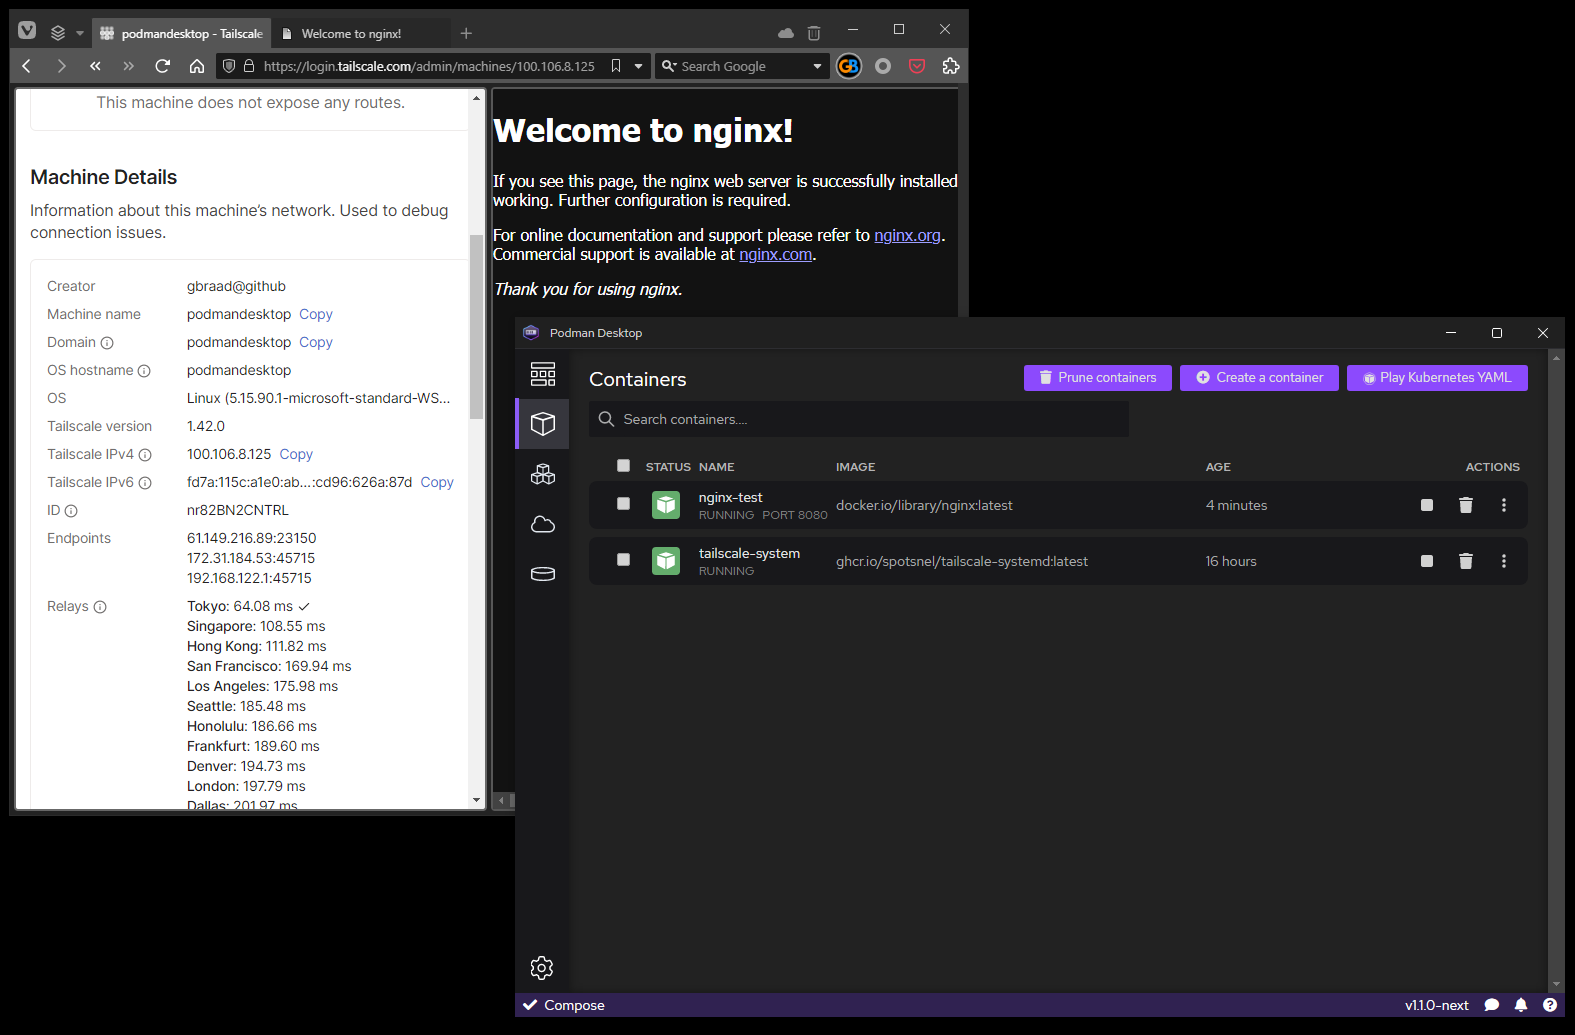 podmandesktop - Tailscale
Welcome to nginx!
https://login.tailscale.com/admin/machines/100.106.8.125
Search Google
GB
This machine does not expose any routes.
Machine Details
Information about this machine's network. Used to debug
connection issues.
Creator gbraad@github
Machine name podmandesktop Copy
Domain podmandesktop Copy
OS hostname podmandesktop
OS Linux (5.15.90.1-microsoft-standard-WS...
Tailscale version 1.42.0
Tailscale IPv4 100.106.8.125 Copy
Tailscale IPv6 fd7a:115c:a1e0:ab...:cd96:626a:87d Copy
ID nr82BN2CNTRL
Endpoints 61.149.216.89:23150
172.31.184.53:45715
192.168.122.1:45715
Relays Tokyo: 64.08 ms
Singapore: 108.55 ms
Hong Kong: 111.82 ms
San Francisco: 169.94 ms
Los Angeles: 175.98 ms
Seattle: 185.48 ms
Honolulu: 186.66 ms
Frankfurt: 189.60 ms
Denver: 194.73 ms
London: 197.79 ms
Dallas: 201.97 ms
Welcome to nginx!
If you see this page, the nginx web server is successfully installed
working. Further configuration is required.
For online documentation and support please refer to nginx.org.
Commercial support is available at nginx.com.
Thank you for using nginx.
Podman Desktop
Containers
Prune containers
Create a container
Play Kubernetes YAML
Search containers....
STATUS NAME IMAGE AGE ACTIONS
nginx-test
RUNNING PORT 8080 docker.io/library/nginx:latest 4 minutes
tailscale-system
RUNNING ghcr.io/spotsnel/tailscale-systemd:latest 16 hours
Compose
v1.1.0-next